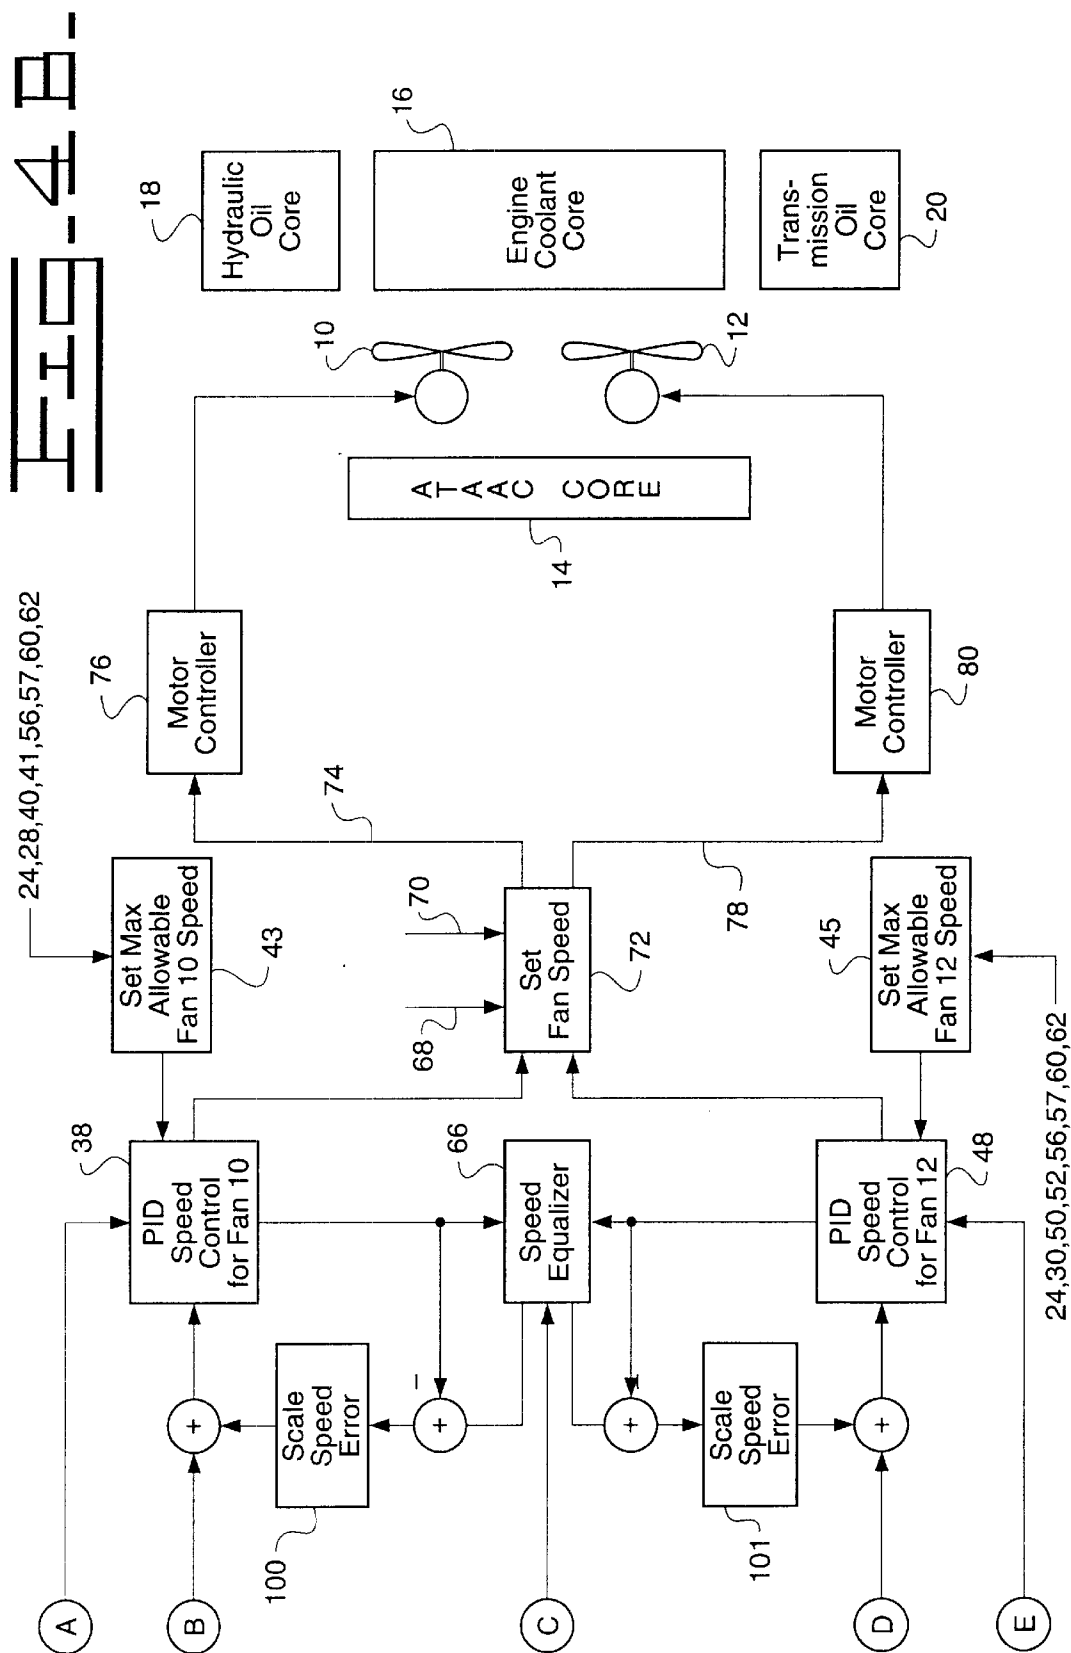 FIG-4B-
A
B
C
D
E
100
Scale
Speed
Error
101
Scale
Speed
Error
+
+
+
+
–
–
38
PID
Speed
Control
for Fan 10
66
Speed
Equalizer
48
PID
Speed
Control
for Fan 12
24,28,40,41,56,57,60,62
Set Max
Allowable
Fan 10 Speed
43
68
70
Set
Fan Speed
72
45
Set Max
Allowable
Fan 12 Speed
24,30,50,52,56,57,60,62
74
78
76
Motor
Controller
Motor
Controller
80
14
ATAAC CORE
10
12
18
Hydraulic
Oil
Core
16
Engine
Coolant
Core
Trans-
mission
Oil
Core
20